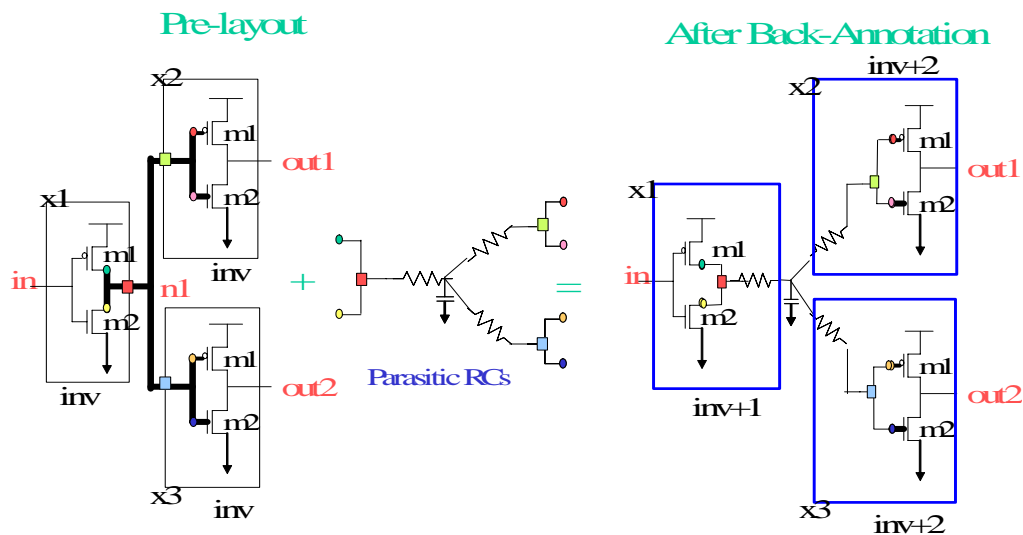 Pre-layout
x2
m1
out1
m2
inv
x1
m1
in
n1
m2
inv
m1
out2
m2
x3
inv
+
Parasitic RCs
=
After Back-Annotation
inv+2
x2
m1
out1
m2
x1
m1
in
m2
inv+1
m1
out2
m2
x3
inv+2